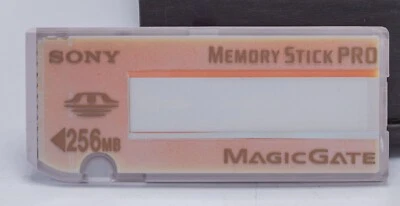 SONY
MEMORY STICK PRO
256MB
MAGICGATE